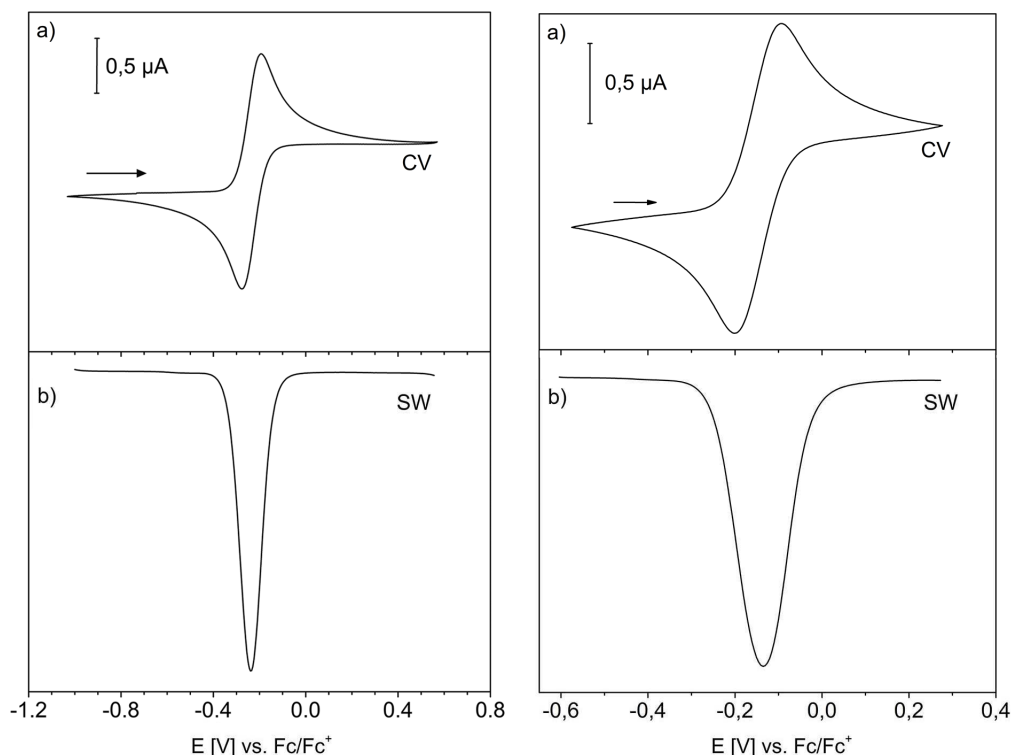 a)
0,5 µA
CV
b)
SW
-1.2 -0.8 -0.4 0.0 0.4 0.8
E [V] vs. Fc/Fc⁺
a)
0,5 µA
CV
b)
SW
-0,6 -0,4 -0,2 0,0 0,2 0,4
E [V] vs. Fc/Fc⁺